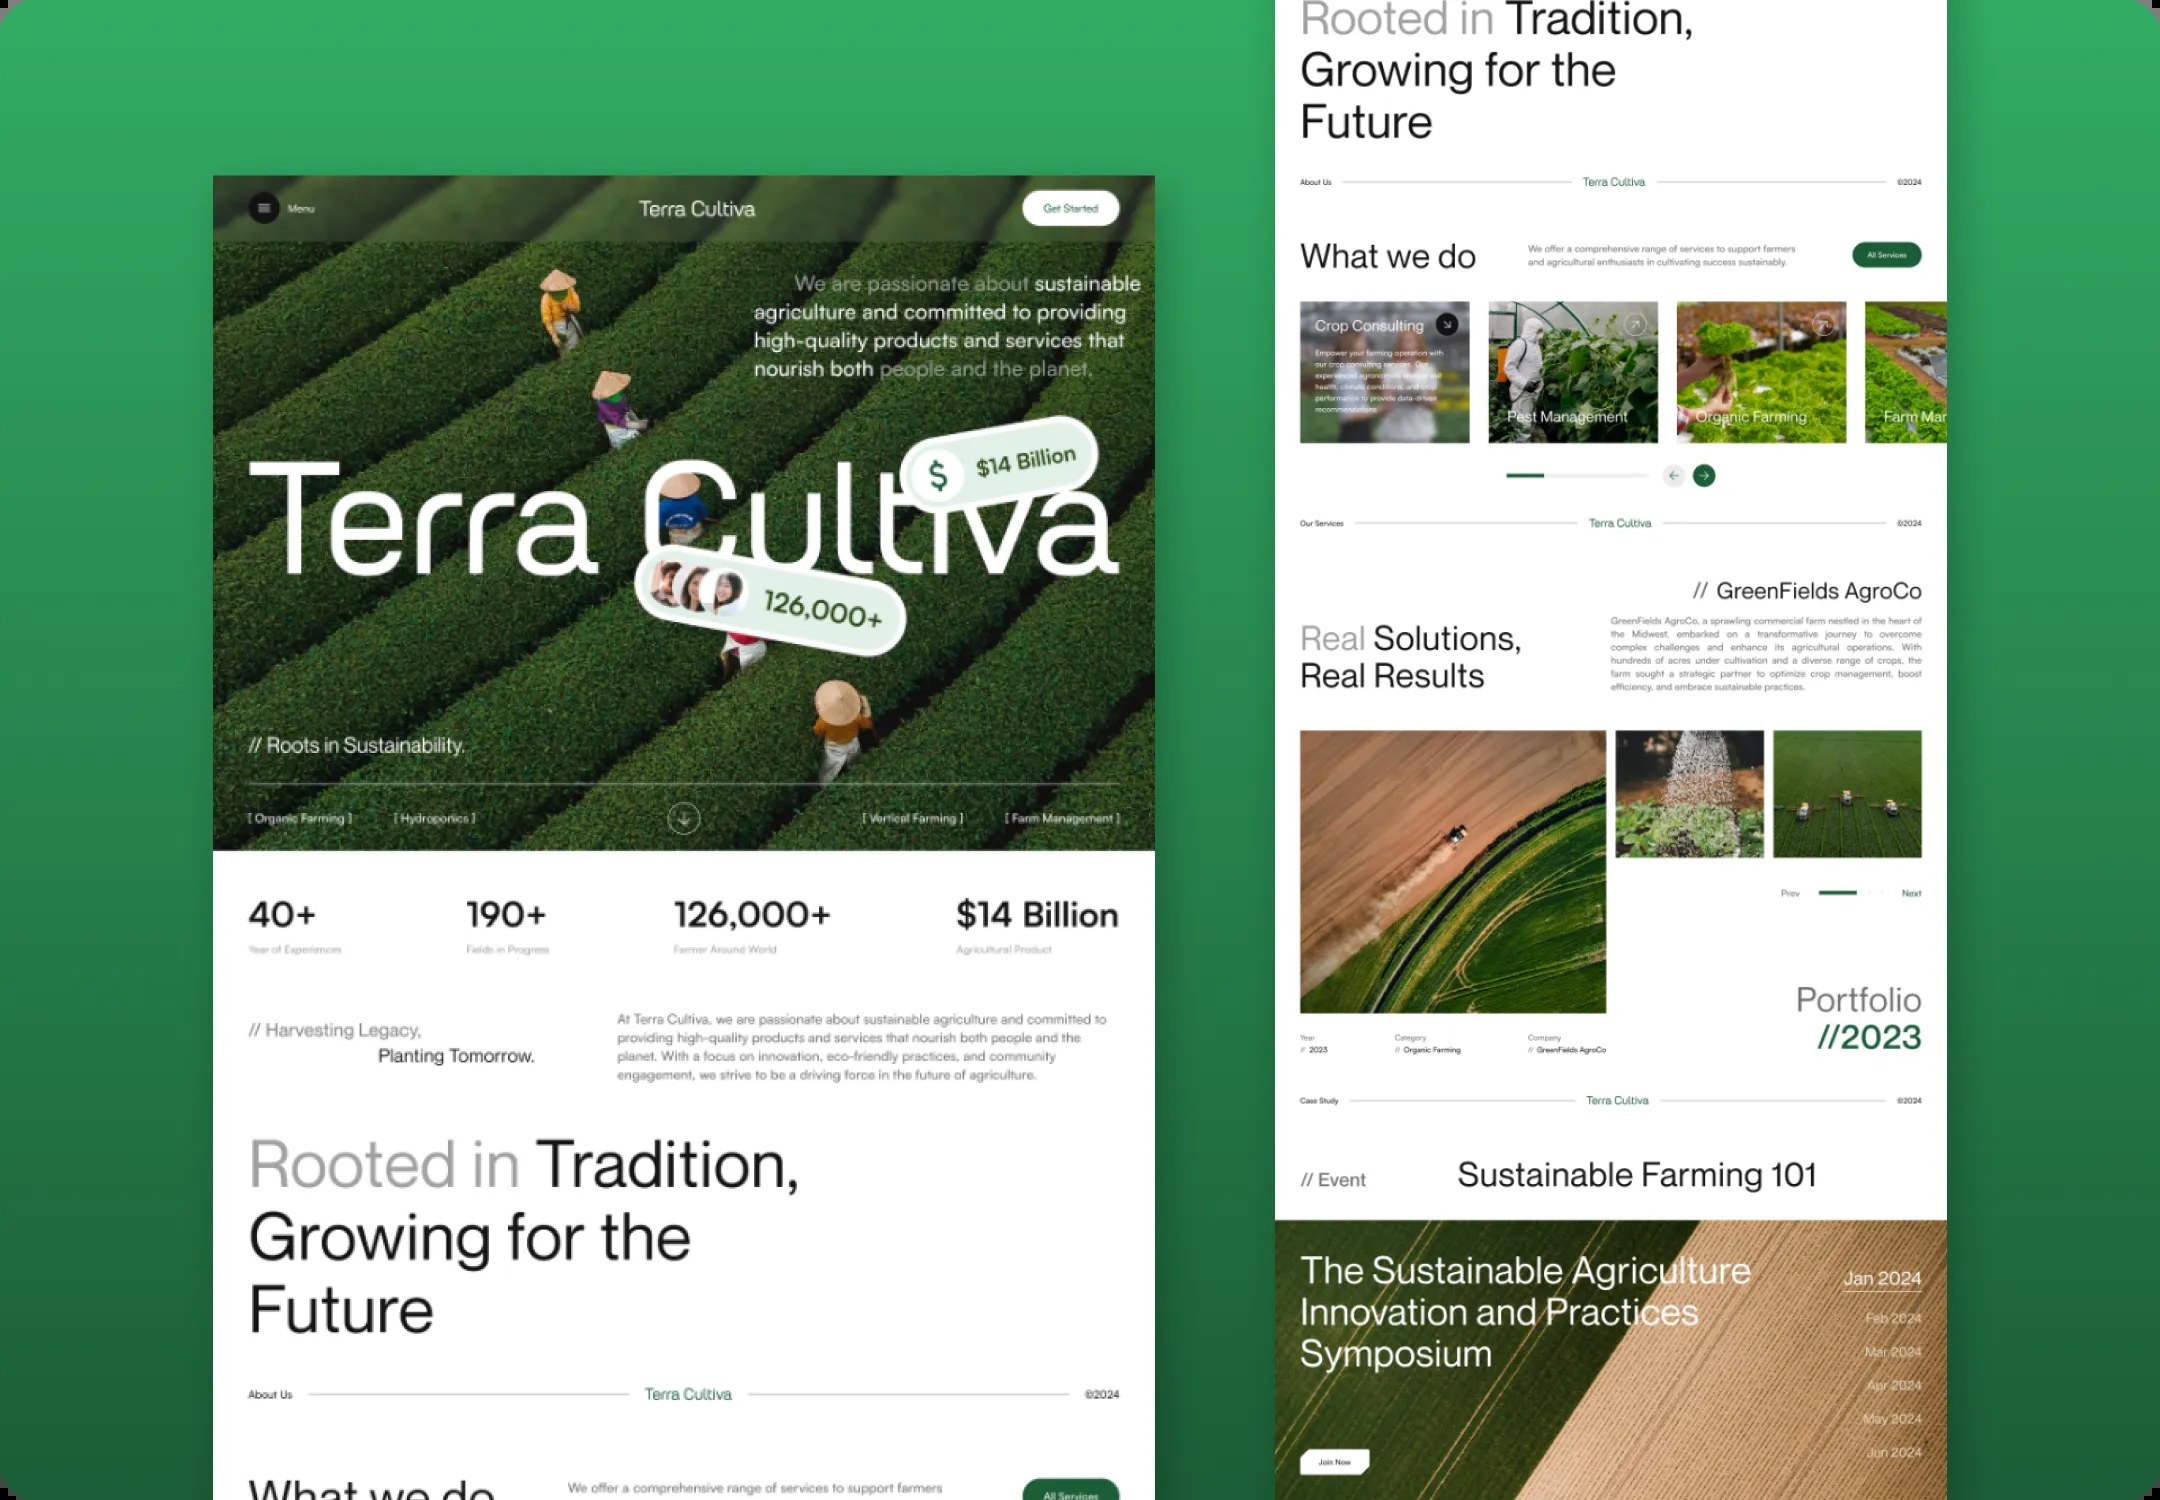 Menu
Terra Cultiva
Get Started
We are passionate about sustainable
agriculture and committed to providing
high-quality products and services that
nourish both people and the planet.
$14 Billion
Terra Cultiva
126,000+
// Roots in Sustainability.
[ Organic Farming ]
[ Hydroponics ]
[ Vertical Farming ]
[ Farm Management ]
40+
Year of Experiences
190+
Fields in Progress
126,000+
Farmer Around World
$14 Billion
Agricultural Product
// Harvesting Legacy,
Planting Tomorrow.
At Terra Cultiva, we are passionate about sustainable agriculture and committed to
providing high-quality products and services that nourish both people and the
planet. With a focus on innovation, eco-friendly practices, and community
engagement, we strive to be a driving force in the future of agriculture.
Rooted in Tradition,
Growing for the
Future
About Us
Terra Cultiva
©2024
What we do
We offer a comprehensive range of services to support farmers
All Services
Rooted in Tradition,
Growing for the
Future
About Us
Terra Cultiva
©2024
What we do
We offer a comprehensive range of services to support farmers
and agricultural enthusiasts in cultivating success sustainably.
All Services
Crop Consulting
Empower your farming operation with
our crop consulting services. Our
experienced agronomists analyze soil
health, climate conditions, and crop
performance to provide data-driven
recommendations.
Pest Management
Organic Farming
Farm Mar
Our Services
Terra Cultiva
©2024
// GreenFields AgroCo
GreenFields AgroCo, a sprawling commercial farm nestled in the heart of
the Midwest, embarked on a transformative journey to overcome
complex challenges and enhance its agricultural operations. With
hundreds of acres under cultivation and a diverse range of crops, the
farm sought a strategic partner to optimize crop management, boost
efficiency, and embrace sustainable practices.
Real Solutions,
Real Results
Prev
Next
Portfolio
//2023
Year
// 2023
Category
// Organic Farming
Company
// GreenFields AgroCo
Case Study
Terra Cultiva
©2024
// Event
Sustainable Farming 101
The Sustainable Agriculture
Innovation and Practices
Symposium
Jan 2024
Feb 2024
Mar 2024
Apr 2024
May 2024
Jun 2024
Join Now